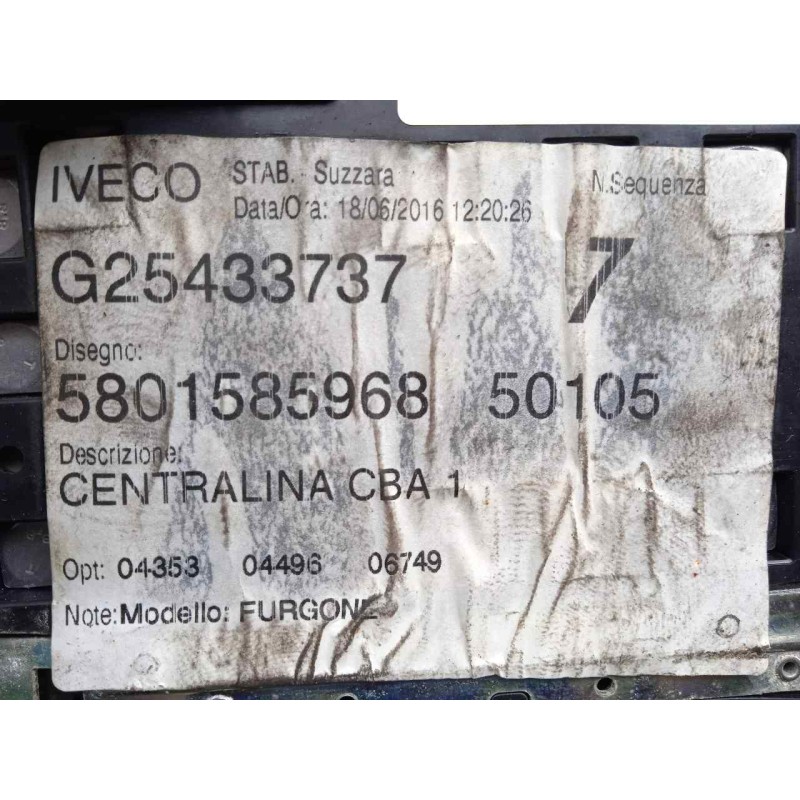 IVECO STAB. - Suzzara N.Sequenza
Data/Ora: 18/06/2016 12:20:26
G25433737 7
Disegno:
5801585968 50105
Descrizione:
CENTRALINA CBA 1
Opt: 04353 04496 06749
Note: Modello: FURGONE